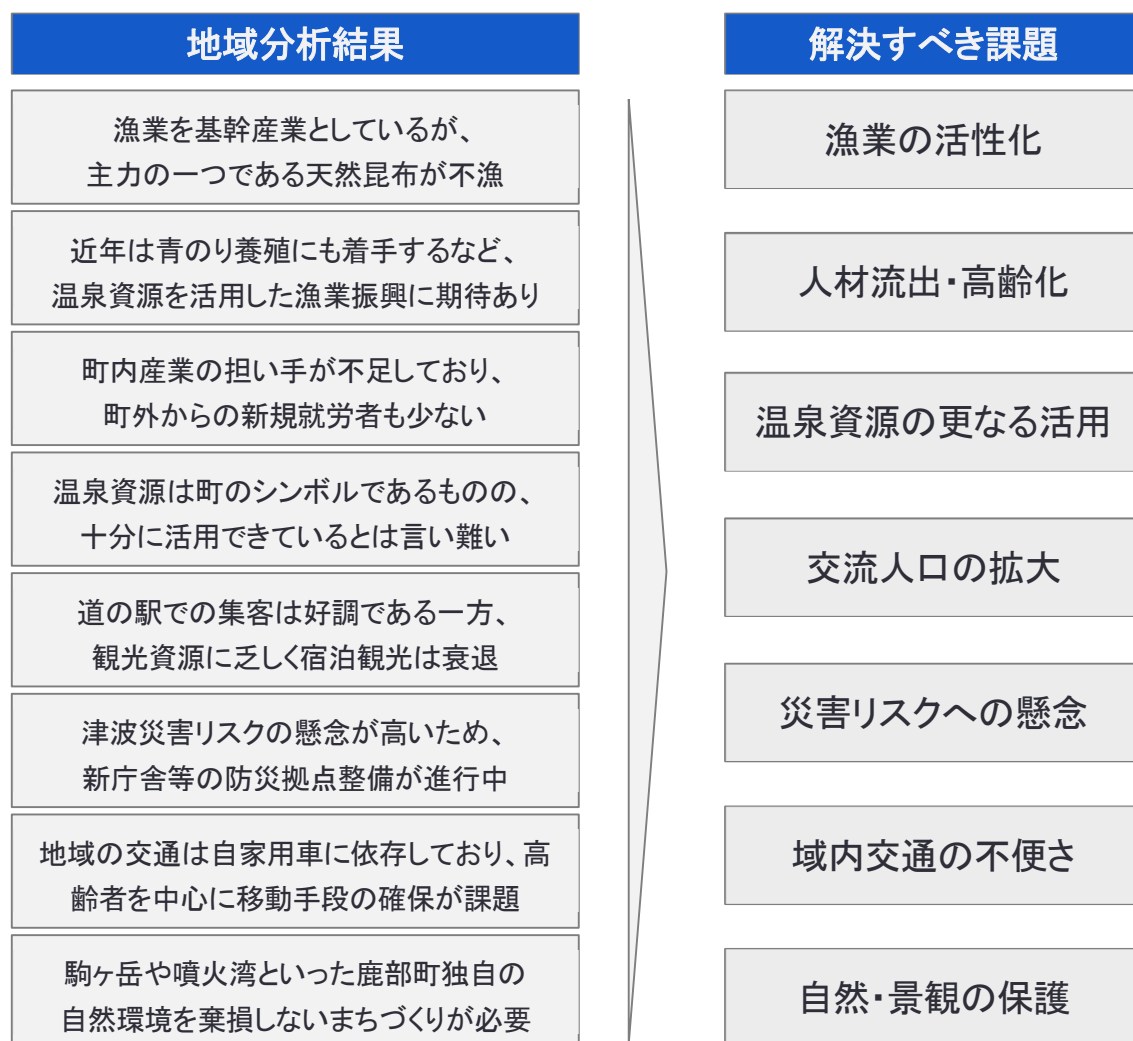 地域分析結果
漁業を基幹産業としているが、
主力の一つである天然昆布が不漁
近年は青のり養殖にも着手するなど、
温泉資源を活用した漁業振興に期待あり
町内産業の担い手が不足しており、
町外からの新規就労者も少ない
温泉資源は町のシンボルであるものの、
十分に活用できているとは言い難い
道の駅での集客は好調である一方、
観光資源に乏しく宿泊観光は衰退
津波災害リスクの懸念が高いため、
新庁舎等の防災拠点整備が進行中
地域の交通は自家用車に依存しており、高
齢者を中心に移動手段の確保が課題
駒ヶ岳や噴火湾といった鹿部町独自の
自然環境を棄損しないまちづくりが必要
解決すべき課題
漁業の活性化
人材流出・高齢化
温泉資源の更なる活用
交流人口の拡大
災害リスクへの懸念
域内交通の不便さ
自然・景観の保護